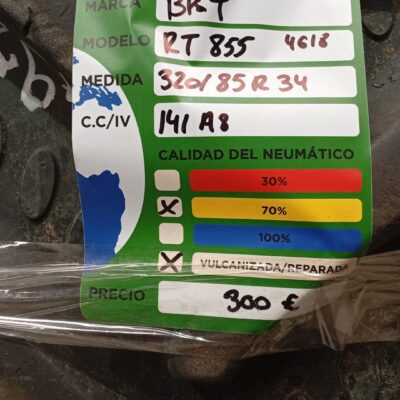 MARCA BKT
MODELO RT 855 4618
MEDIDA 320/85 R 34
C.C/IV 141 A8
CALIDAD DEL NEUMÁTICO
30%
X 70%
100%
X VULCANIZADA/REPARADA
PRECIO 300 €